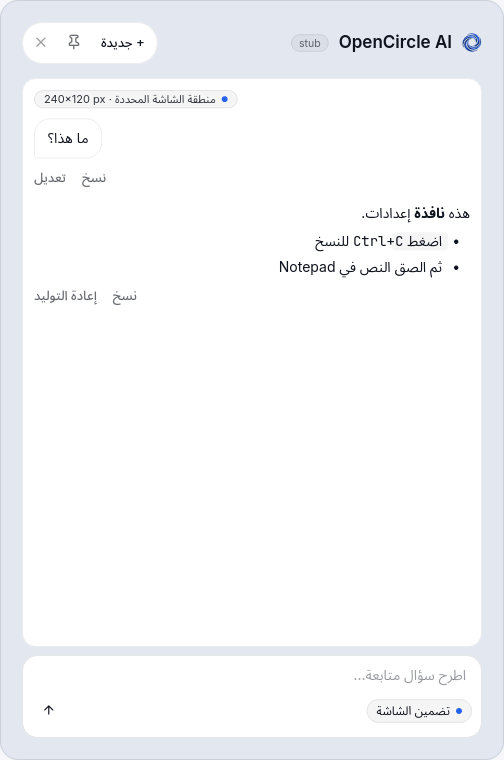 OpenCircle AI
stub
+ جديدة
منطقة الشاشة المحددة · 240×120 px
ما هذا؟
نسخ
تعديل
هذه نافذة إعدادات.
• اضغط Ctrl+C للنسخ
• ثم الصق النص في Notepad
نسخ
إعادة التوليد
اطرح سؤال متابعة...
تضمين الشاشة